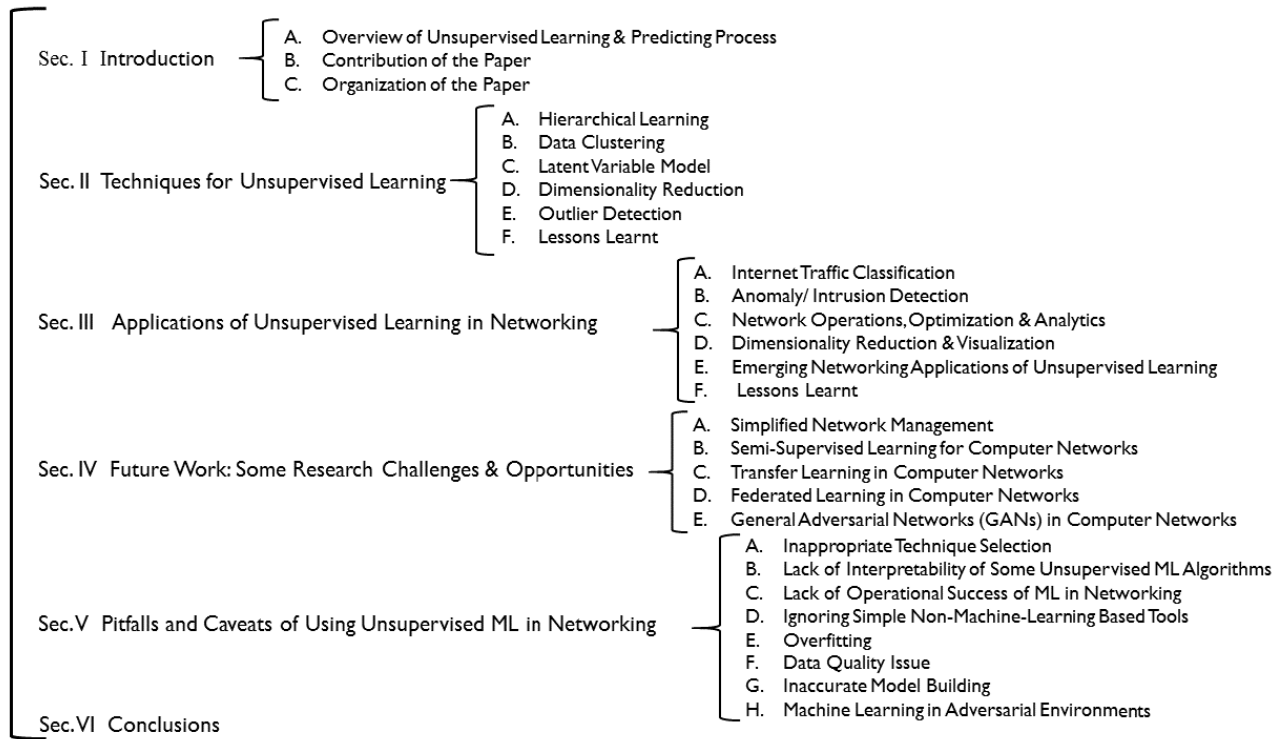 Sec. I Introduction
A. Overview of Unsupervised Learning & Predicting Process
B. Contribution of the Paper
C. Organization of the Paper
Sec. II Techniques for Unsupervised Learning
A. Hierarchical Learning
B. Data Clustering
C. Latent Variable Model
D. Dimensionality Reduction
E. Outlier Detection
F. Lessons Learnt
Sec. III Applications of Unsupervised Learning in Networking
A. Internet Traffic Classification
B. Anomaly/ Intrusion Detection
C. Network Operations, Optimization & Analytics
D. Dimensionality Reduction & Visualization
E. Emerging Networking Applications of Unsupervised Learning
F. Lessons Learnt
Sec. IV Future Work: Some Research Challenges & Opportunities
A. Simplified Network Management
B. Semi-Supervised Learning for Computer Networks
C. Transfer Learning in Computer Networks
D. Federated Learning in Computer Networks
E. General Adversarial Networks (GANs) in Computer Networks
Sec. V Pitfalls and Caveats of Using Unsupervised ML in Networking
A. Inappropriate Technique Selection
B. Lack of Interpretability of Some Unsupervised ML Algorithms
C. Lack of Operational Success of ML in Networking
D. Ignoring Simple Non-Machine-Learning Based Tools
E. Overfitting
F. Data Quality Issue
G. Inaccurate Model Building
H. Machine Learning in Adversarial Environments
Sec. VI Conclusions